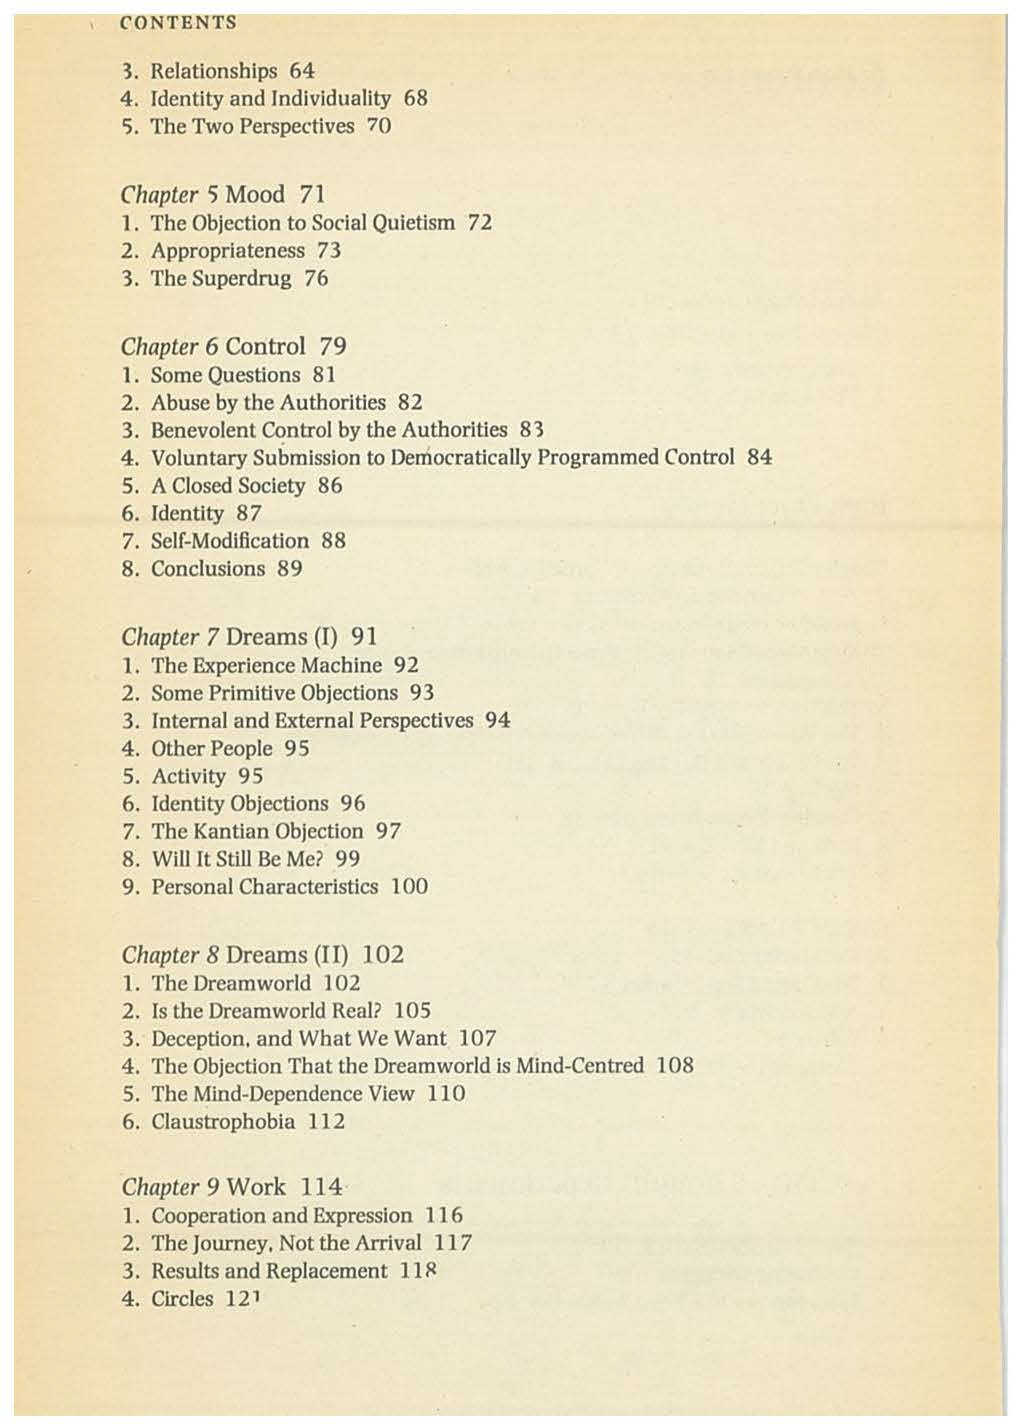 CONTENTS
3. Relationships 64
4. Identity and Individuality 68
5. The Two Perspectives 70
Chapter 5 Mood 71
1. The Objection to Social Quietism 72
2. Appropriateness 73
3. The Superdrug 76
Chapter 6 Control 79
1. Some Questions 81
2. Abuse by the Authorities 82
3. Benevolent Control by the Authorities 83
4. Voluntary Submission to Democratically Programmed Control 84
5. A Closed Society 86
6. Identity 87
7. Self-Modification 88
8. Conclusions 89
Chapter 7 Dreams (I) 91
1. The Experience Machine 92
2. Some Primitive Objections 93
3. Internal and External Perspectives 94
4. Other People 95
5. Activity 95
6. Identity Objections 96
7. The Kantian Objection 97
8. Will It Still Be Me? 99
9. Personal Characteristics 100
Chapter 8 Dreams (II) 102
1. The Dreamworld 102
2. Is the Dreamworld Real? 105
3. Deception, and What We Want 107
4. The Objection That the Dreamworld is Mind-Centred 108
5. The Mind-Dependence View 110
6. Claustrophobia 112
Chapter 9 Work 114
1. Cooperation and Expression 116
2. The Journey, Not the Arrival 117
3. Results and Replacement 118
4. Circles 121